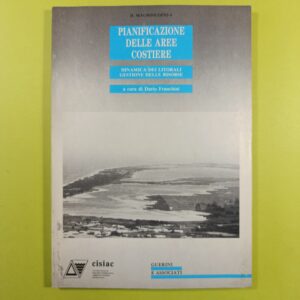 PIANIFICAZIONE
DELLE AREE
COSTIERE
DINAMICA DEI LITORALI
GESTIONE DELLE RISORSE
a cura di Dario Franchini
cisiac
GUERINI
E ASSOCIATI